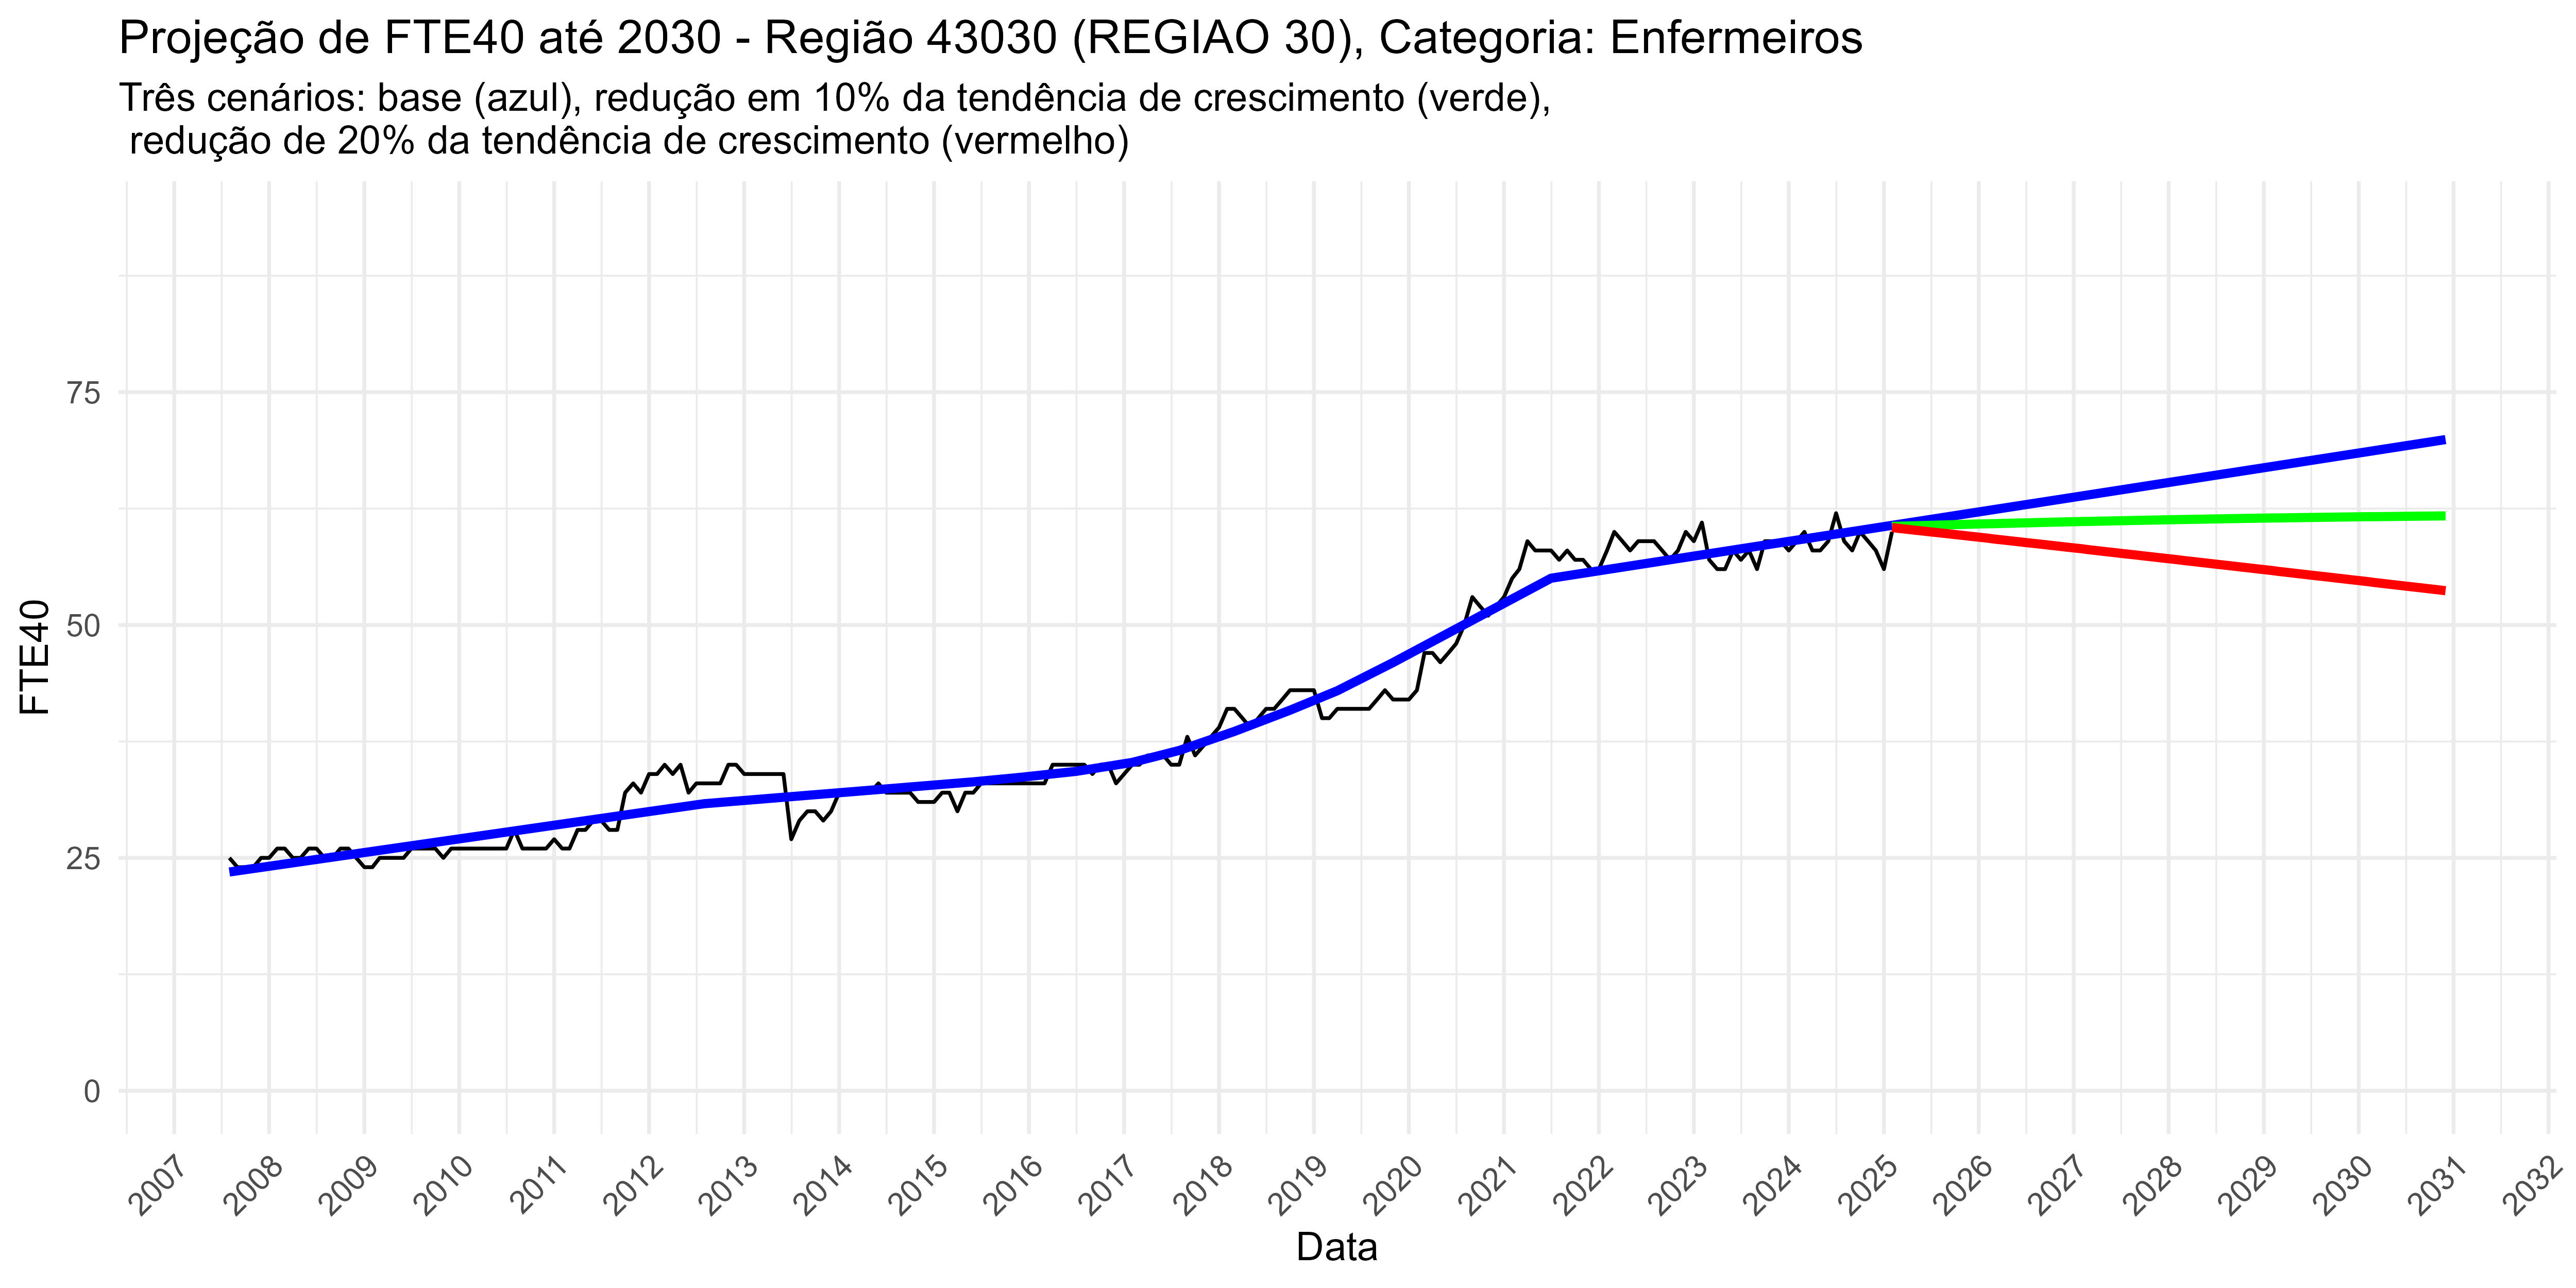 Projeção de FTE40 até 2030 - Região 43030 (REGIAO 30), Categoria: Enfermeiros
Três cenários: base (azul), redução em 10% da tendência de crescimento (verde),
redução de 20% da tendência de crescimento (vermelho)
FTE40
75
50
25
0
2007 2008 2009 2010 2011 2012 2013 2014 2015 2016 2017 2018 2019 2020 2021 2022 2023 2024 2025 2026 2027 2028 2029 2030 2031 2032
Data